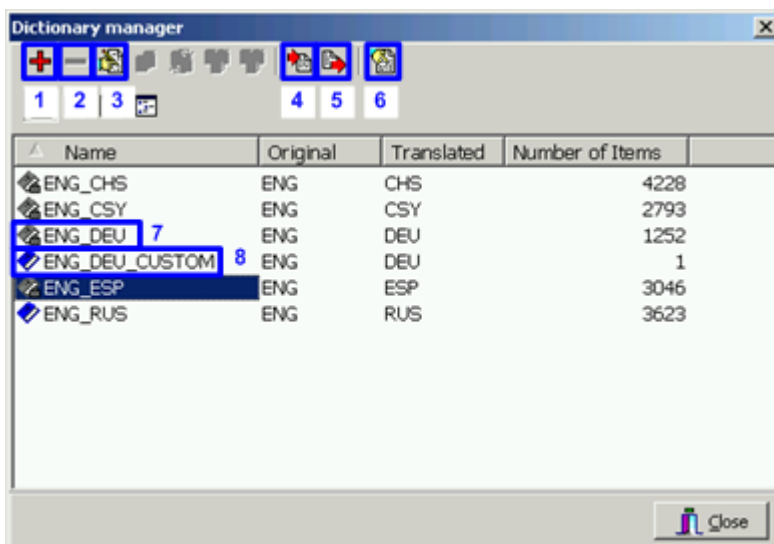 Dictionary manager
1 2 3 4 5 6
Name Original Translated Number of Items
ENG_CHS ENG CHS 4228
ENG_CSY ENG CSY 2793
ENG_DEU 7 ENG DEU 1252
ENG_DEU_CUSTOM 8 ENG DEU 1
ENG_ESP ENG ESP 3046
ENG_RUS ENG RUS 3623
Close